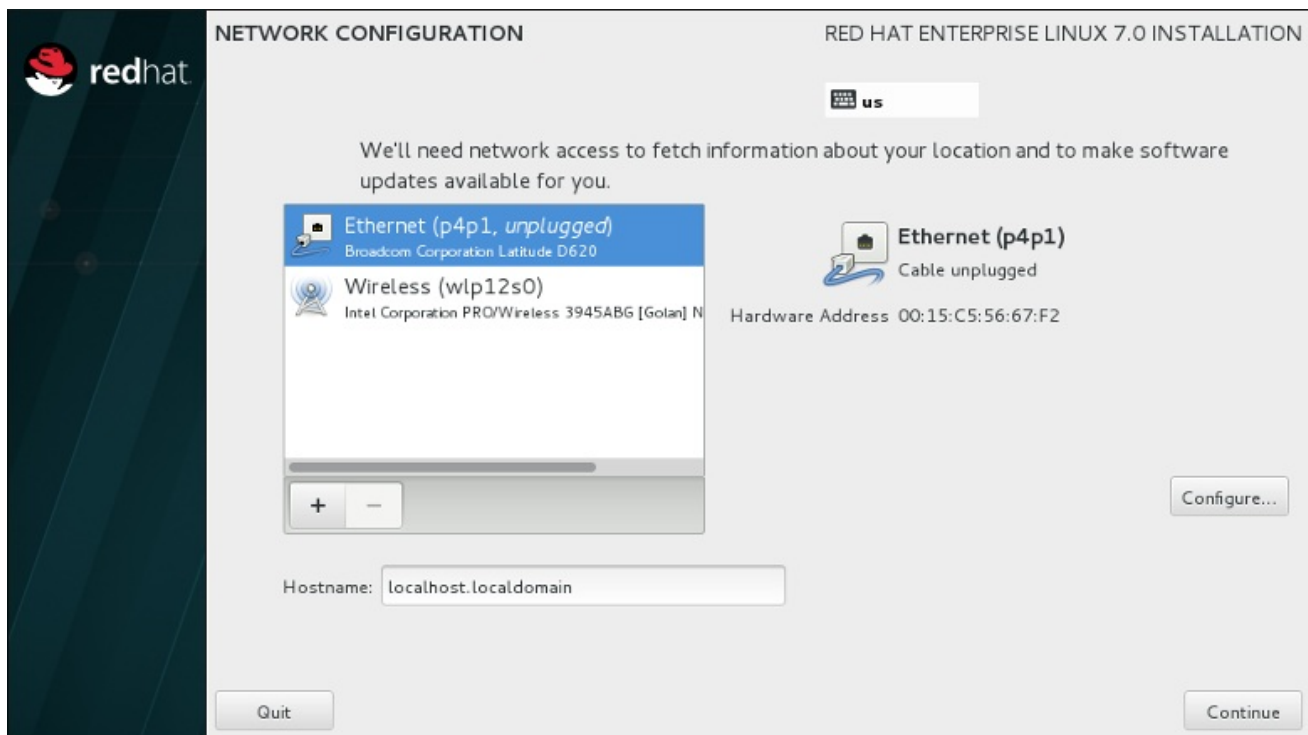 redhat.
NETWORK CONFIGURATION
RED HAT ENTERPRISE LINUX 7.0 INSTALLATION
us
We'll need network access to fetch information about your location and to make software
updates available for you.
Ethernet (p4p1, unplugged)
Broadcom Corporation Latitude D620
Wireless (wlp12s0)
Intel Corporation PRO/Wireless 3945ABG [Golan] N
Ethernet (p4p1)
Cable unplugged
Hardware Address 00:15:C5:56:67:F2
+ −
Configure...
Hostname: localhost.localdomain
Quit
Continue